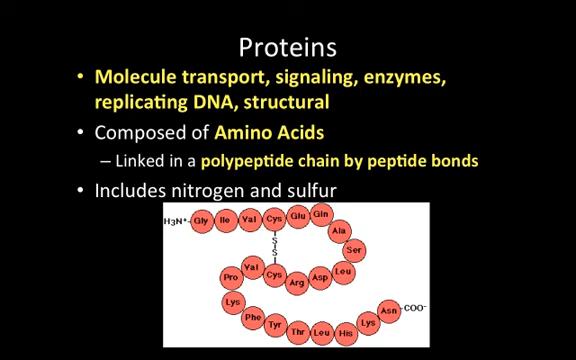 Proteins
• Molecule transport, signaling, enzymes,
replicating DNA, structural
• Composed of Amino Acids
– Linked in a polypeptide chain by peptide bonds
• Includes nitrogen and sulfur
H3N+ Gly Ile Val Cys Glu Gln
Ala
S
Ser
S
Pro Val Cys Arg Asp Leu
Lys
Phe Tyr Thr Leu His Lys Asn COO-